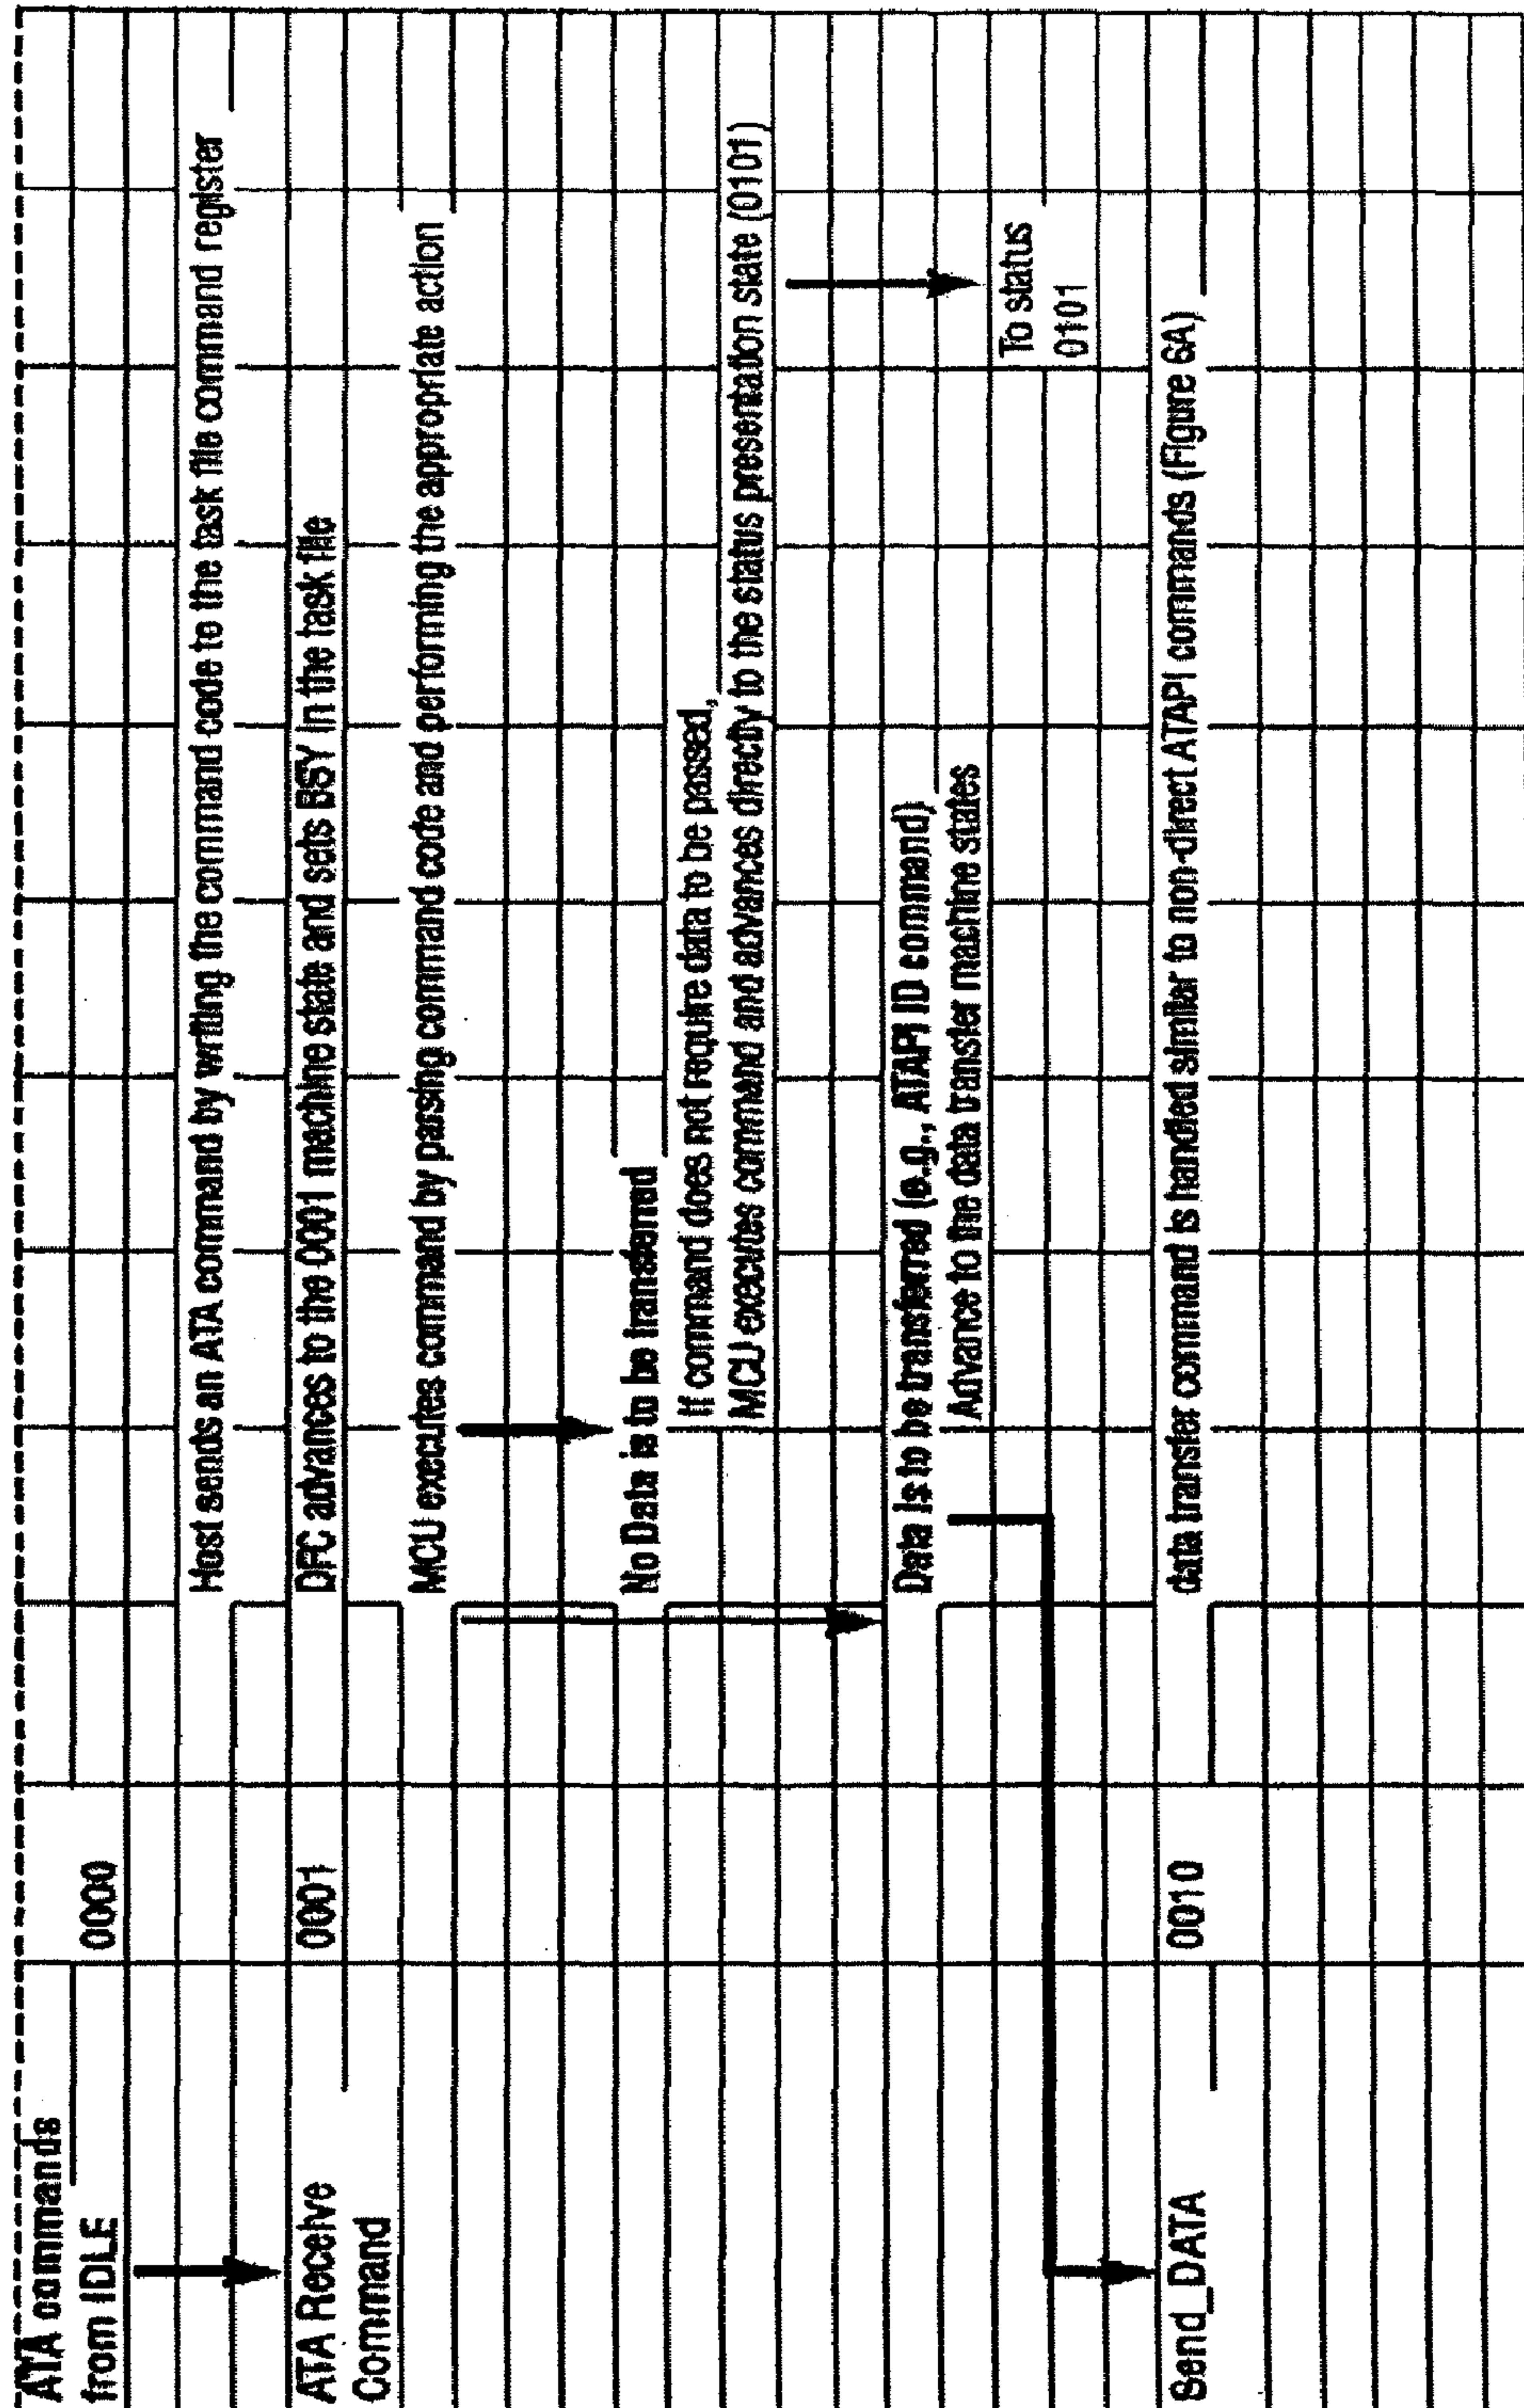 ATA commands
from IDLE 0000
Host sends an ATA command by writing the command code to the task file command register
ATA Receive 0001 DFC advances to the 0001 machine state and sets BSY in the task file
Command
MCU executes command by parsing command code and performing the appropriate action
No Data is to be transferred
If command does not require data to be passed,
MCU executes command and advances directly to the status presentation state (0101)
Data is to be transferred (e.g., ATAPI ID command)
Advance to the data transfer machine states
To status
0101
Send_DATA 0010 data transfer command is handled similar to non-direct ATAPI commands (Figure 6A)